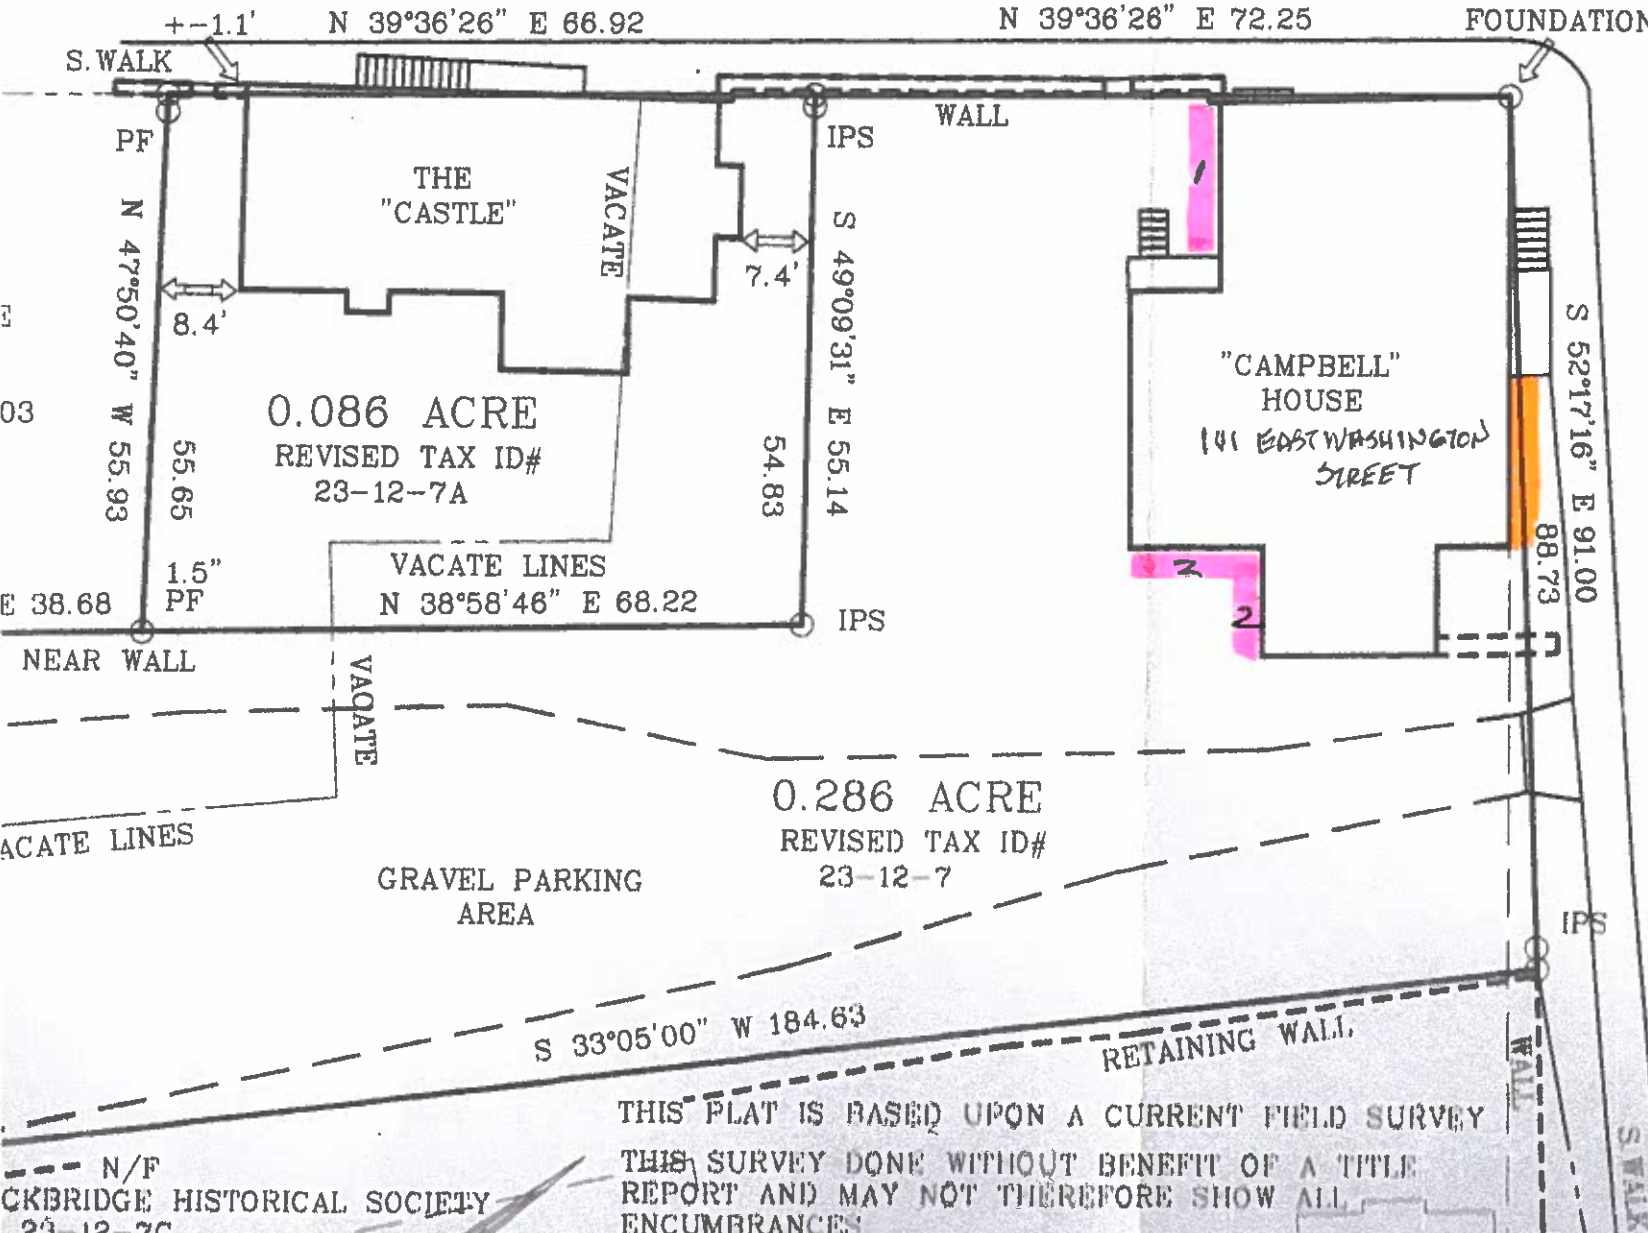 +-1.1' N 39°36'26" E 66.92 N 39°36'26" E 72.25 FOUNDATION
S. WALK
PF
IPS
WALL
THE
"CASTLE"
VACATE
1
N 47°50'40" W 55.93
8.4'
7.4'
S 49°09'31" E 55.14
"CAMPBELL"
HOUSE
141 EAST WASHINGTON
STREET
S 52°17'16" E 91.00
88.73
E
03
0.086 ACRE
REVISED TAX ID#
23-12-7A
55.65
54.83
1.5"
PF
VACATE LINES
E 38.68
N 38°58'46" E 68.22
IPS
2
NEAR WALL
VACATE
ACATE LINES
0.286 ACRE
REVISED TAX ID#
23-12-7
GRAVEL PARKING
AREA
IPS
S 33°05'00" W 184.63
RETAINING WALL
WALL
THIS PLAT IS BASED UPON A CURRENT FIELD SURVEY
THIS SURVEY DONE WITHOUT BENEFIT OF A TITLE
REPORT AND MAY NOT THEREFORE SHOW ALL
ENCUMBRANCES
N/F
CKBRIDGE HISTORICAL SOCIETY
23-12-7C
S WALK